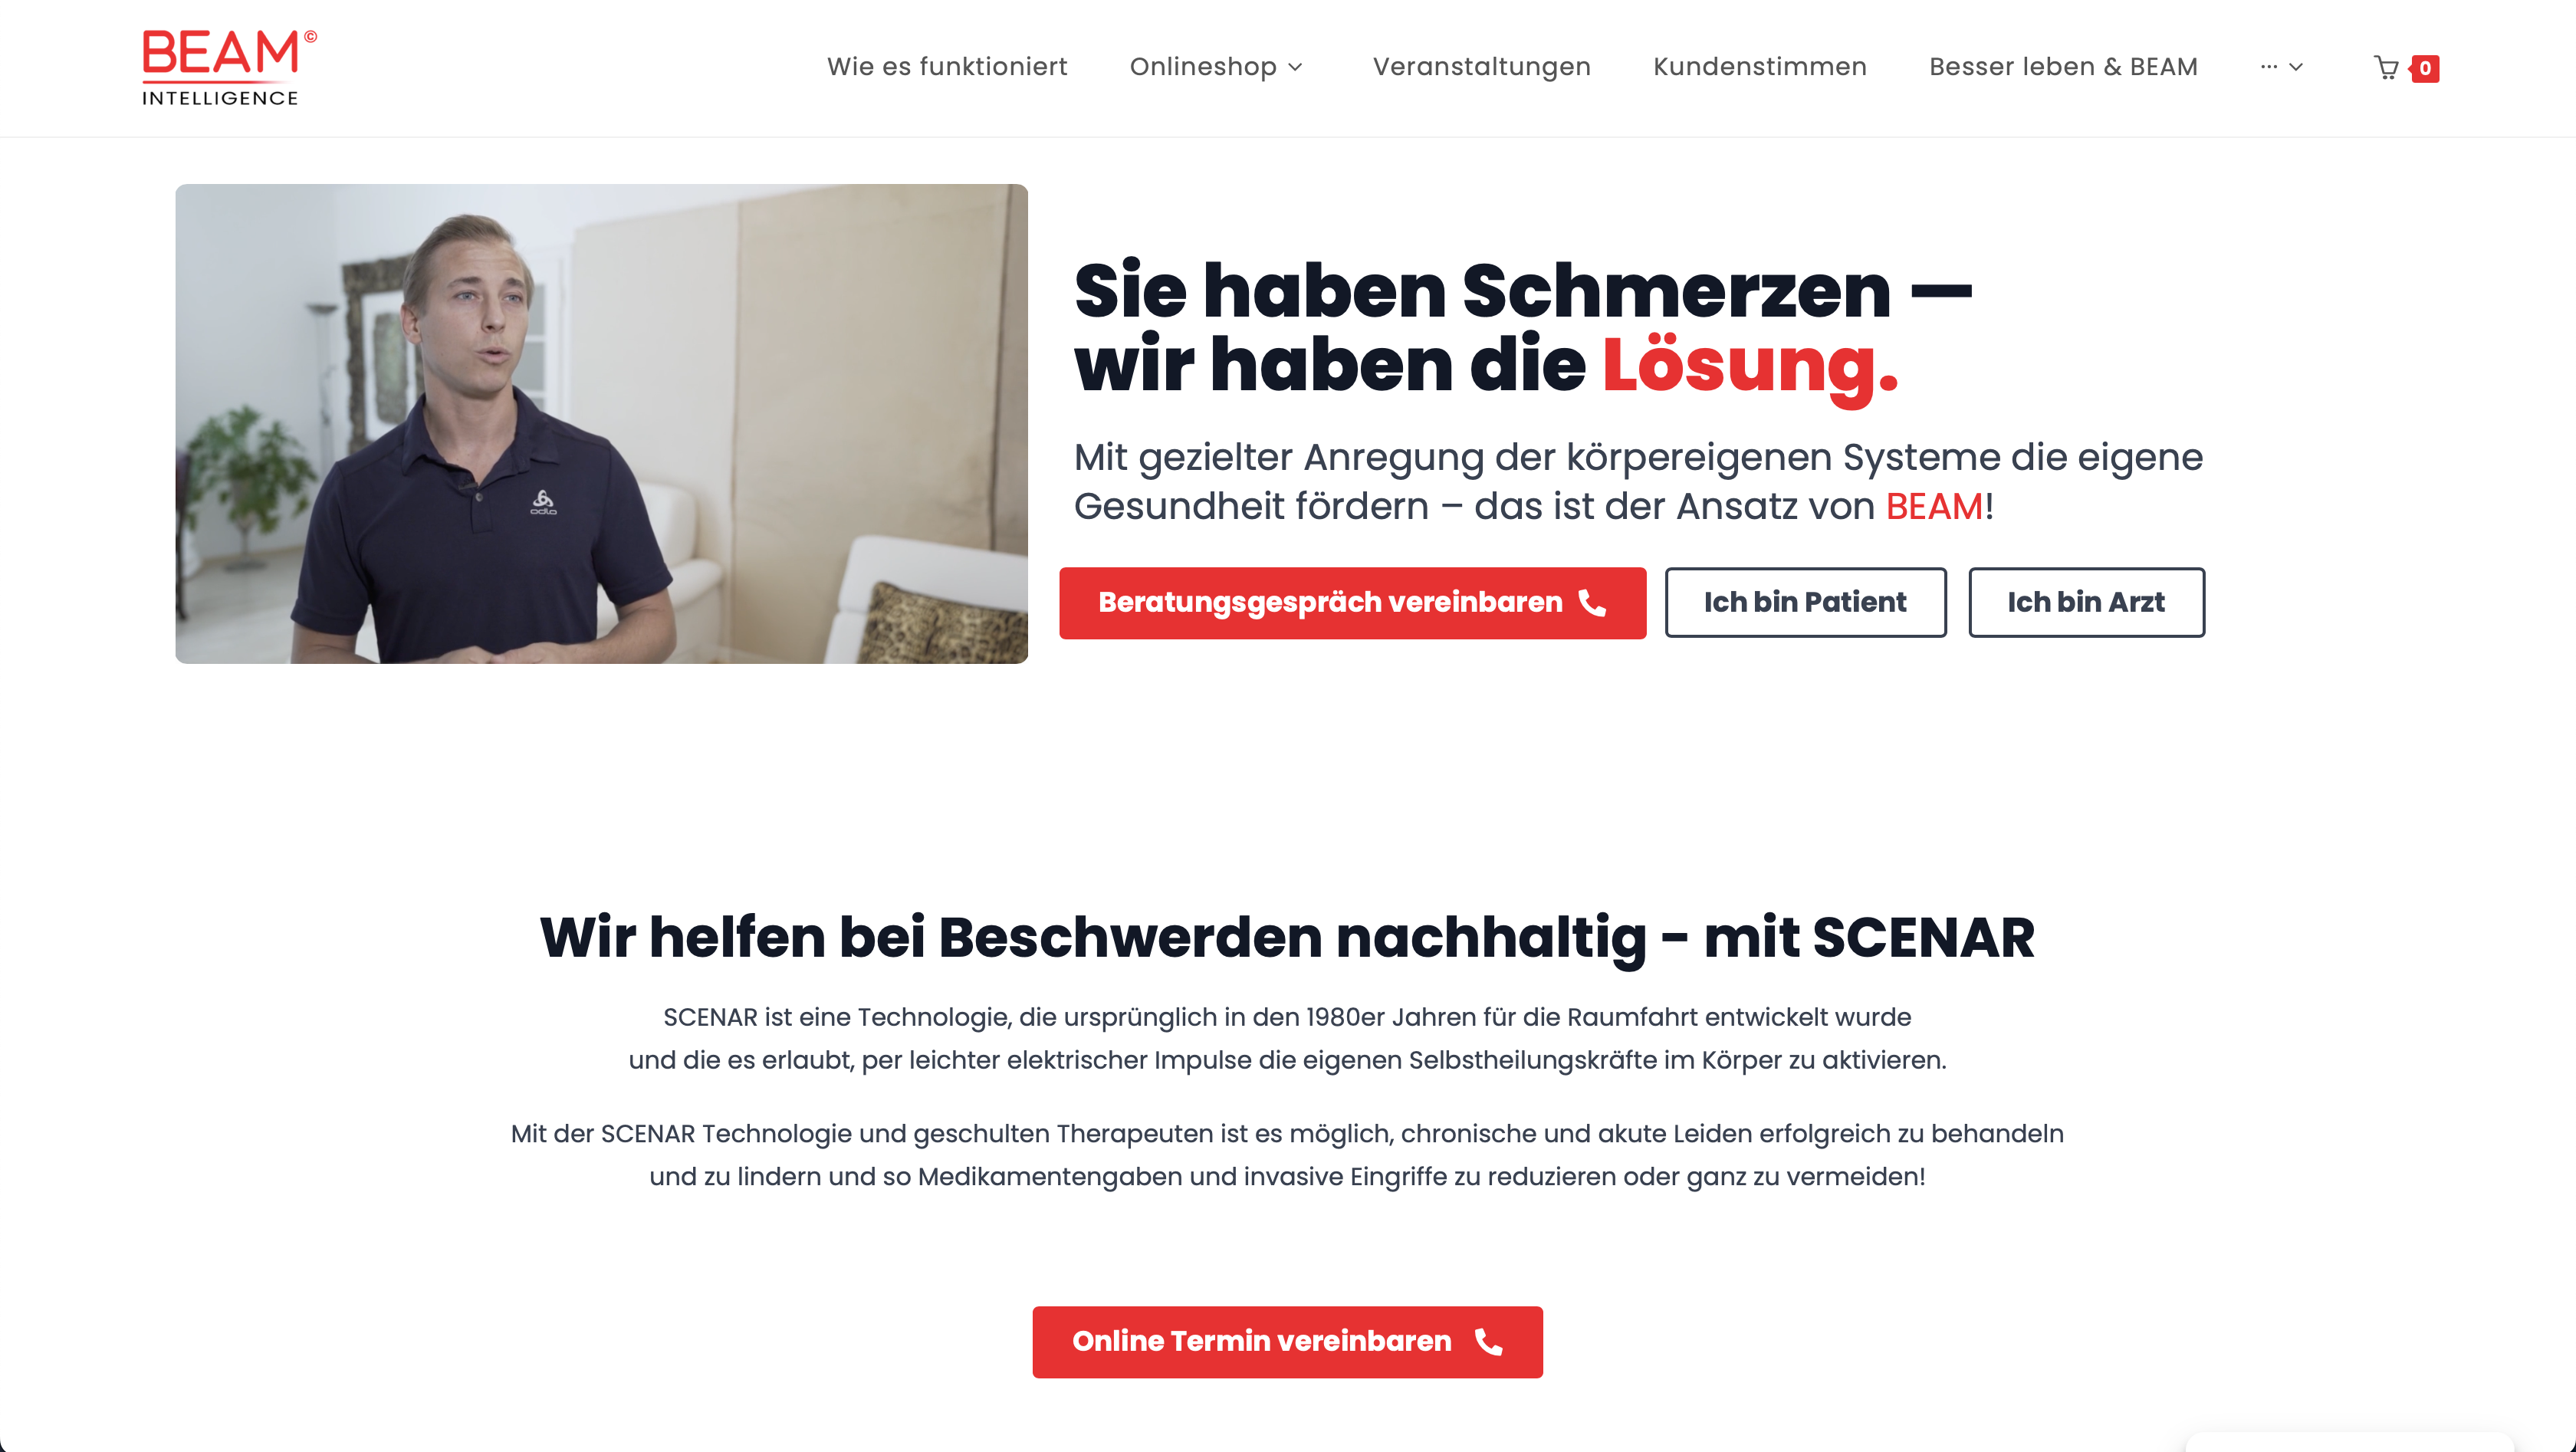 BEAM©
INTELLIGENCE
Wie es funktioniert
Onlineshop
Veranstaltungen
Kundenstimmen
Besser leben & BEAM
...
0
odlo
Sie haben Schmerzen —
wir haben die Lösung.
Mit gezielter Anregung der körpereigenen Systeme die eigene
Gesundheit fördern – das ist der Ansatz von BEAM!
Beratungsgespräch vereinbaren
Ich bin Patient
Ich bin Arzt
Wir helfen bei Beschwerden nachhaltig - mit SCENAR
SCENAR ist eine Technologie, die ursprünglich in den 1980er Jahren für die Raumfahrt entwickelt wurde
und die es erlaubt, per leichter elektrischer Impulse die eigenen Selbstheilungskräfte im Körper zu aktivieren.
Mit der SCENAR Technologie und geschulten Therapeuten ist es möglich, chronische und akute Leiden erfolgreich zu behandeln
und zu lindern und so Medikamentengaben und invasive Eingriffe zu reduzieren oder ganz zu vermeiden!
Online Termin vereinbaren